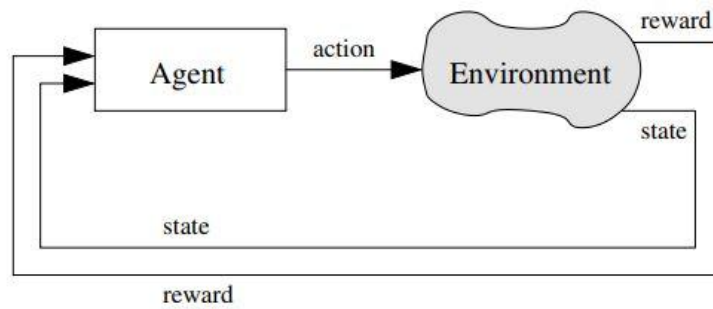 reward
action
Agent
Environment
state
state
reward